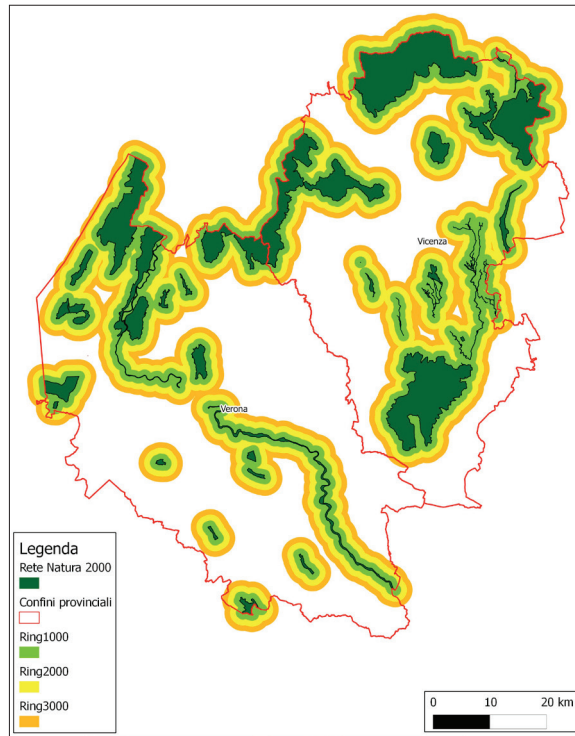 Vicenza
Verona
Legenda
Rete Natura 2000
Confini provinciali
Ring1000
Ring2000
Ring3000
0 10 20 km